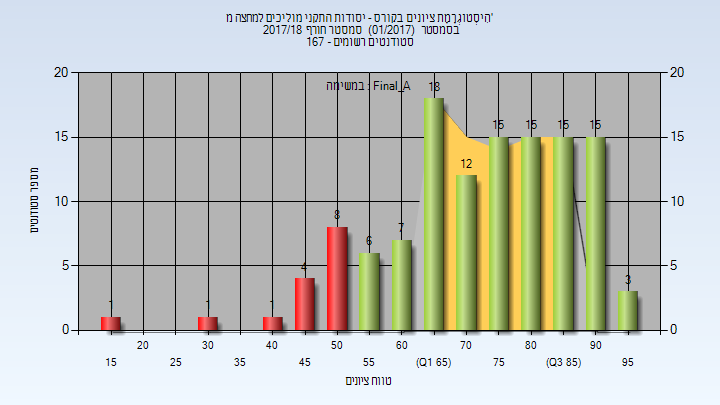 היסטוגרמת ציונים בקורס - יסודות התקני מוליכים למחצה מ'
בסמסטר (01/2017) סמסטר חורף 2017/18
סטודנטים רשומים - 167
במשימה : Final_A
מספר סטודנטים
20 20
15 15
10 10
5 5
0 0
1 1 1 4 8 6 7 18 12 15 15 15 15 3
20 30 40 50 60 70 80 90
15 25 35 45 55 (Q1 65) 75 (Q3 85) 95
טווח ציונים